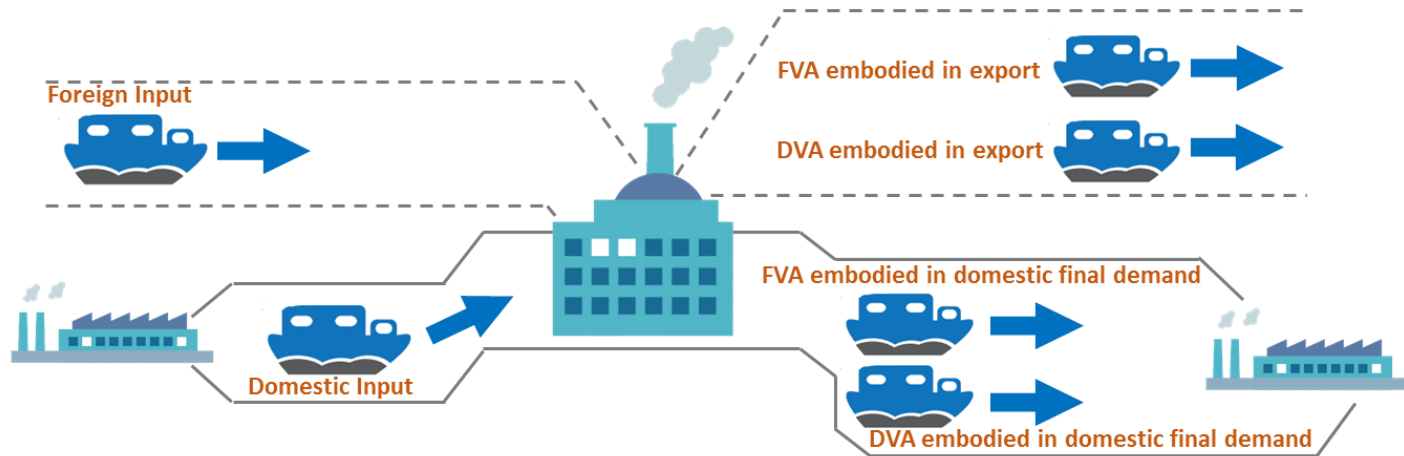 Foreign Input
FVA embodied in export
DVA embodied in export
Domestic Input
FVA embodied in domestic final demand
DVA embodied in domestic final demand